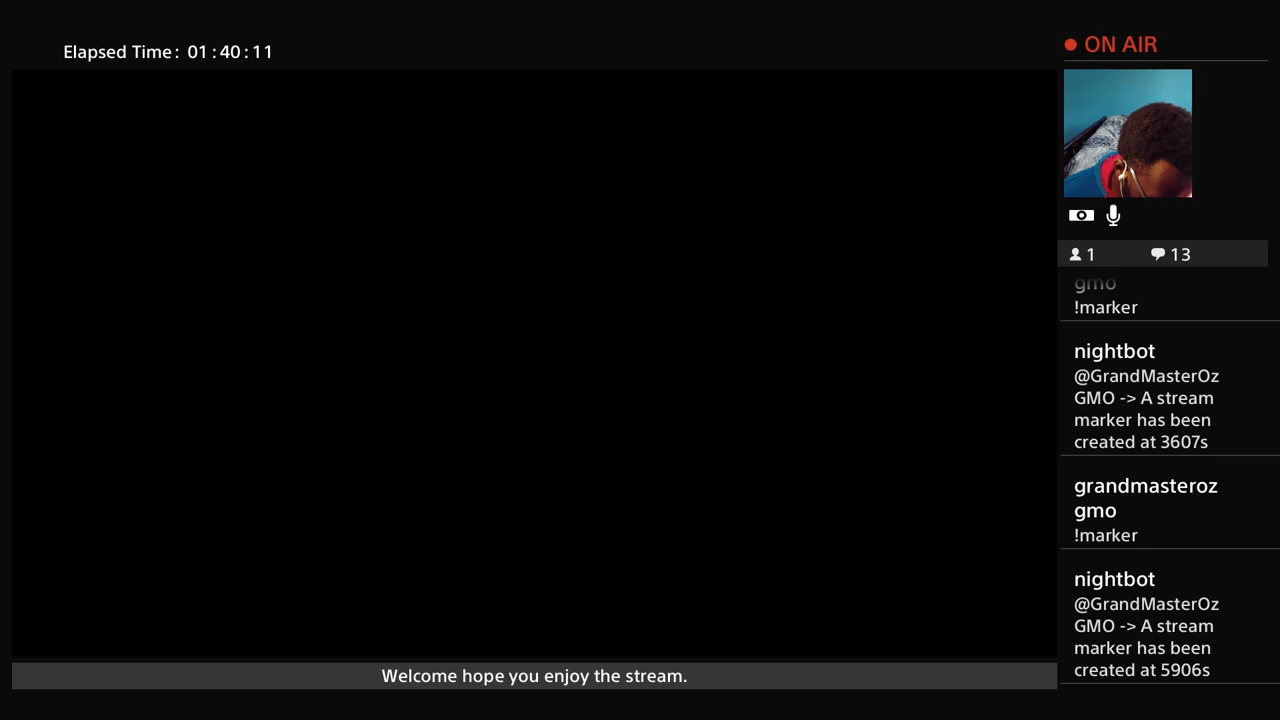 Elapsed Time: 01:40:11
ON AIR
1 13
gmo
!marker
nightbot
@GrandMasterOz
GMO -> A stream
marker has been
created at 3607s
grandmasteroz
gmo
!marker
nightbot
@GrandMasterOz
GMO -> A stream
marker has been
created at 5906s
Welcome hope you enjoy the stream.